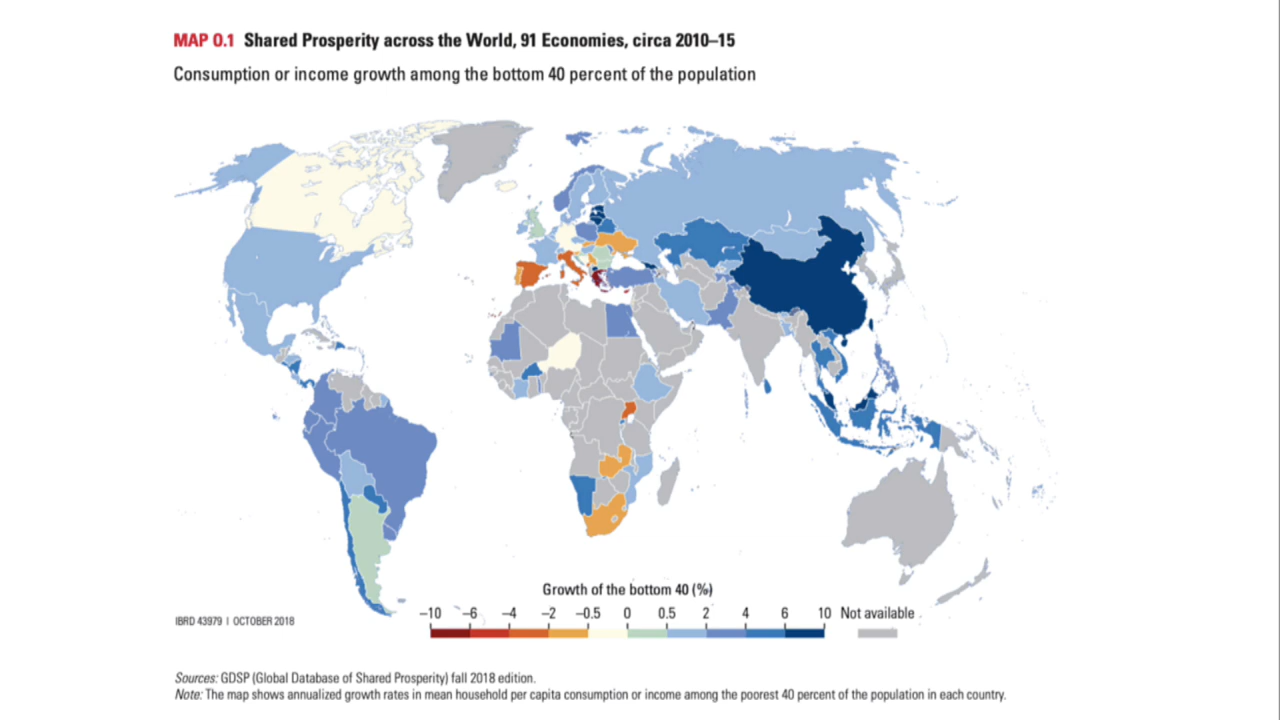 MAP O.1 Shared Prosperity across the World, 91 Economies, circa 2010–15
Consumption or income growth among the bottom 40 percent of the population
Growth of the bottom 40 (%)
–10 –6 –4 –2 –0.5 0 0.5 2 4 6 10 Not available
IBRD 43979 | OCTOBER 2018
Sources: GDSP (Global Database of Shared Prosperity) fall 2018 edition.
Note: The map shows annualized growth rates in mean household per capita consumption or income among the poorest 40 percent of the population in each country.